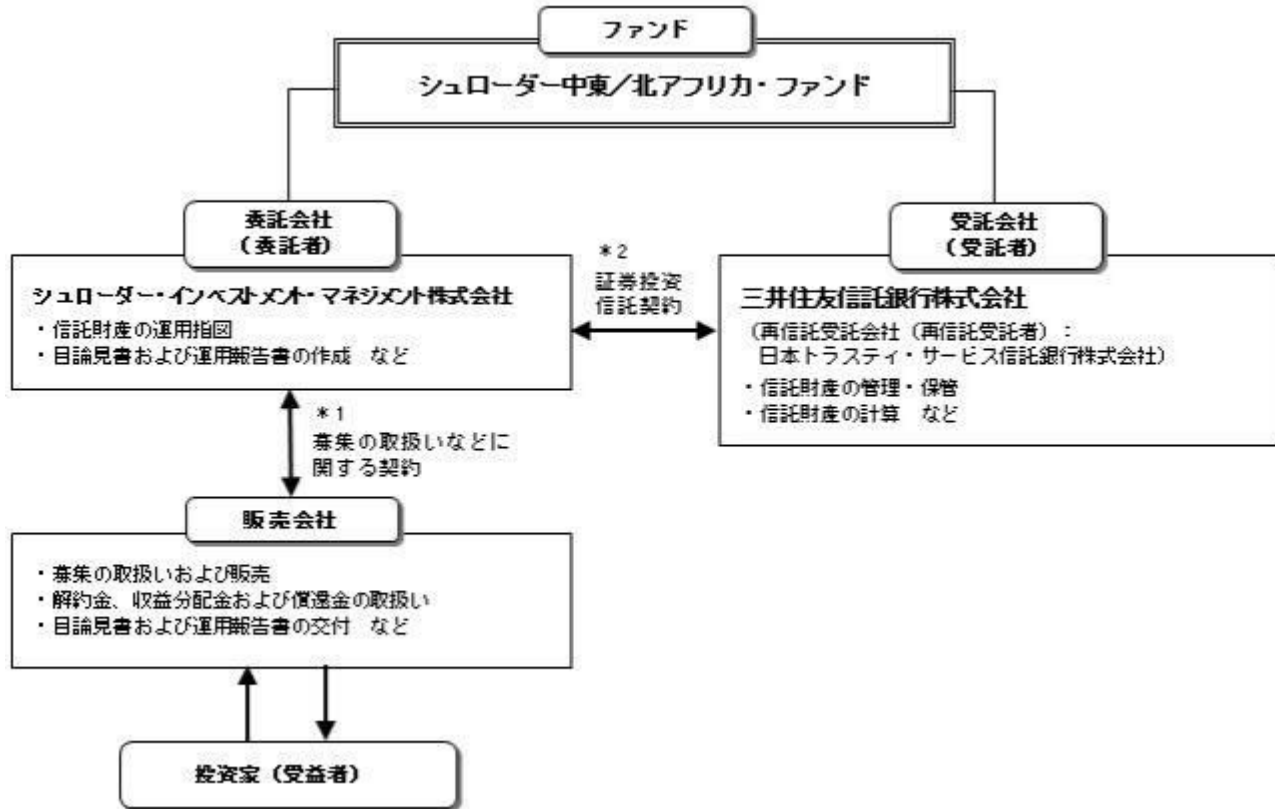 ファンド
シュローダー中東／北アフリカ・ファンド
委託会社
（委託者）
シュローダー・インベストメント・マネジメント株式会社
・信託財産の運用指図
・目論見書および運用報告書の作成　など
＊2
証券投資
信託契約
受託会社
（受託者）
三井住友信託銀行株式会社
（再信託受託会社（再信託受託者）：
日本トラスティ・サービス信託銀行株式会社）
・信託財産の管理・保管
・信託財産の計算　など
＊1
募集の取扱いなどに
関する契約
販売会社
・募集の取扱いおよび販売
・解約金、収益分配金および償還金の取扱い
・目論見書および運用報告書の交付　など
投資家（受益者）